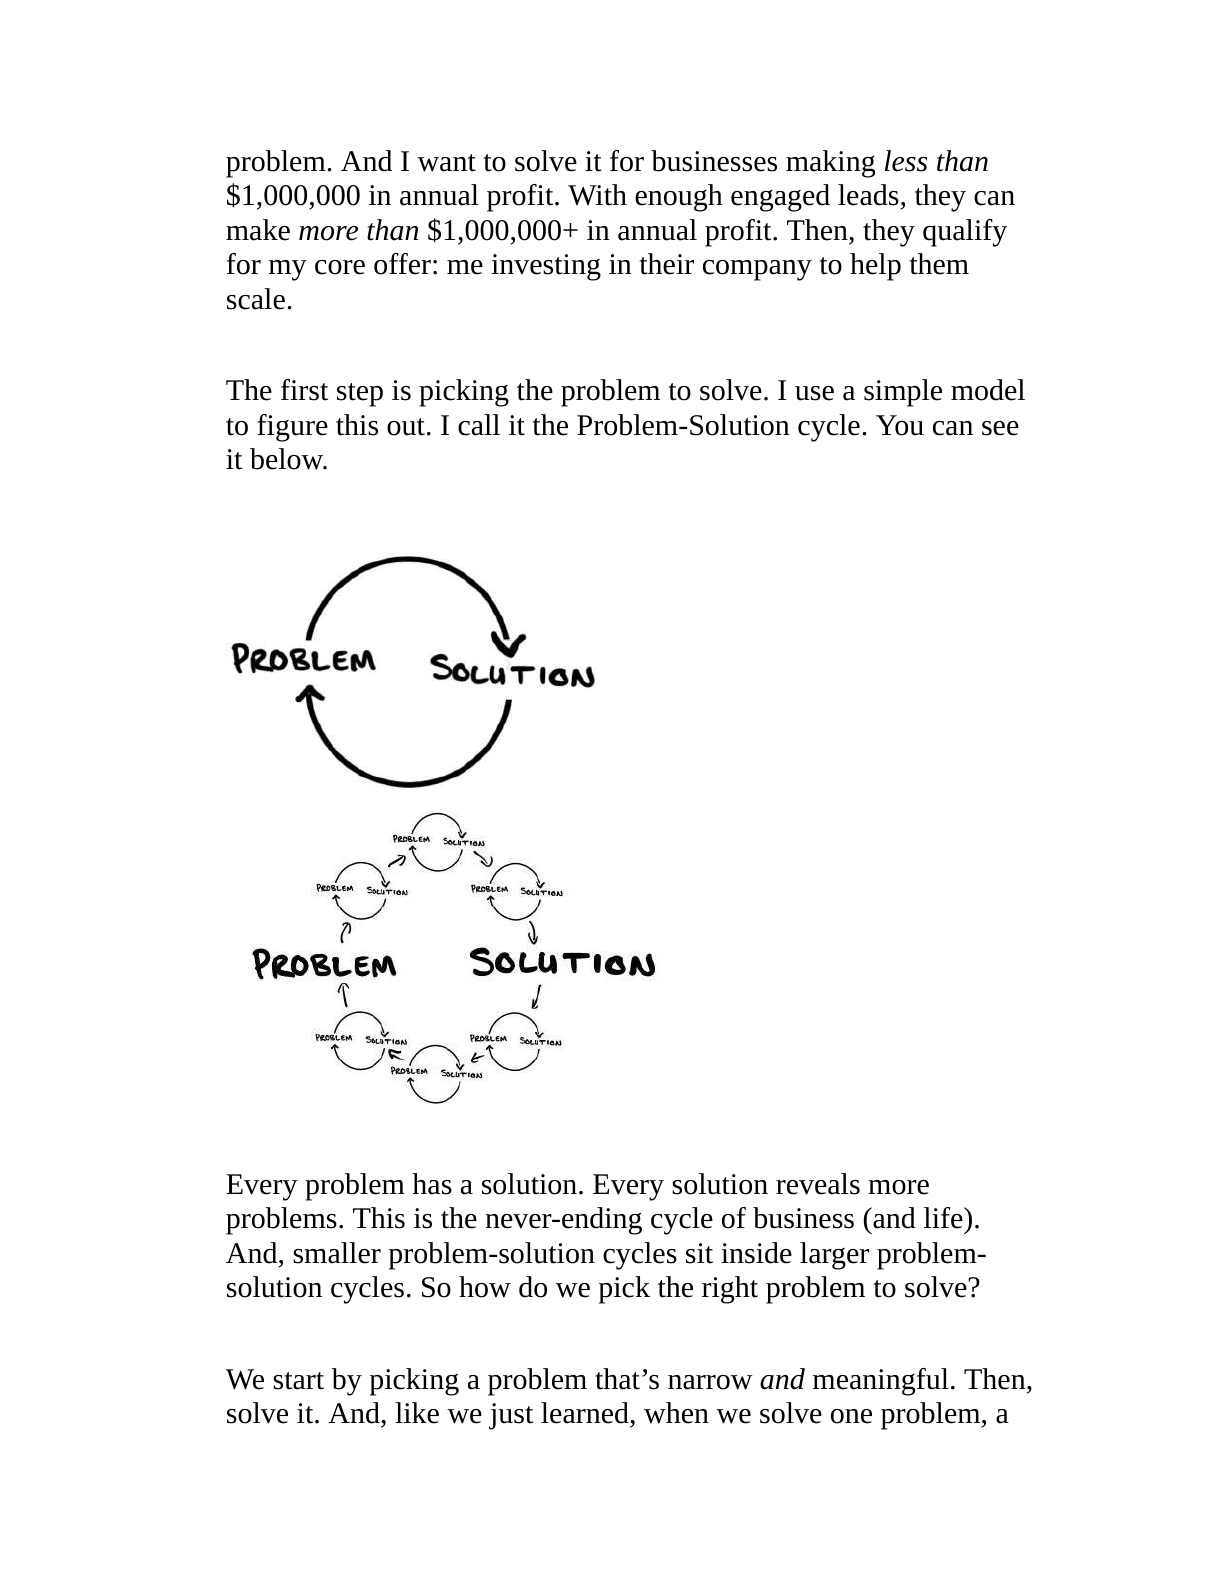 problem. And I want to solve it for businesses making less than
$1,000,000 in annual profit. With enough engaged leads, they can
make more than $1,000,000+ in annual profit. Then, they qualify
for my core offer: me investing in their company to help them
scale.
The first step is picking the problem to solve. I use a simple model
to figure this out. I call it the Problem-Solution cycle. You can see
it below.
PROBLEM SOLUTION
PROBLEM SOLUTION
PROBLEM SOLUTION PROBLEM SOLUTION
PROBLEM SOLUTION
PROBLEM SOLUTION PROBLEM SOLUTION
PROBLEM SOLUTION
Every problem has a solution. Every solution reveals more
problems. This is the never-ending cycle of business (and life).
And, smaller problem-solution cycles sit inside larger problem-
solution cycles. So how do we pick the right problem to solve?
We start by picking a problem that’s narrow and meaningful. Then,
solve it. And, like we just learned, when we solve one problem, a